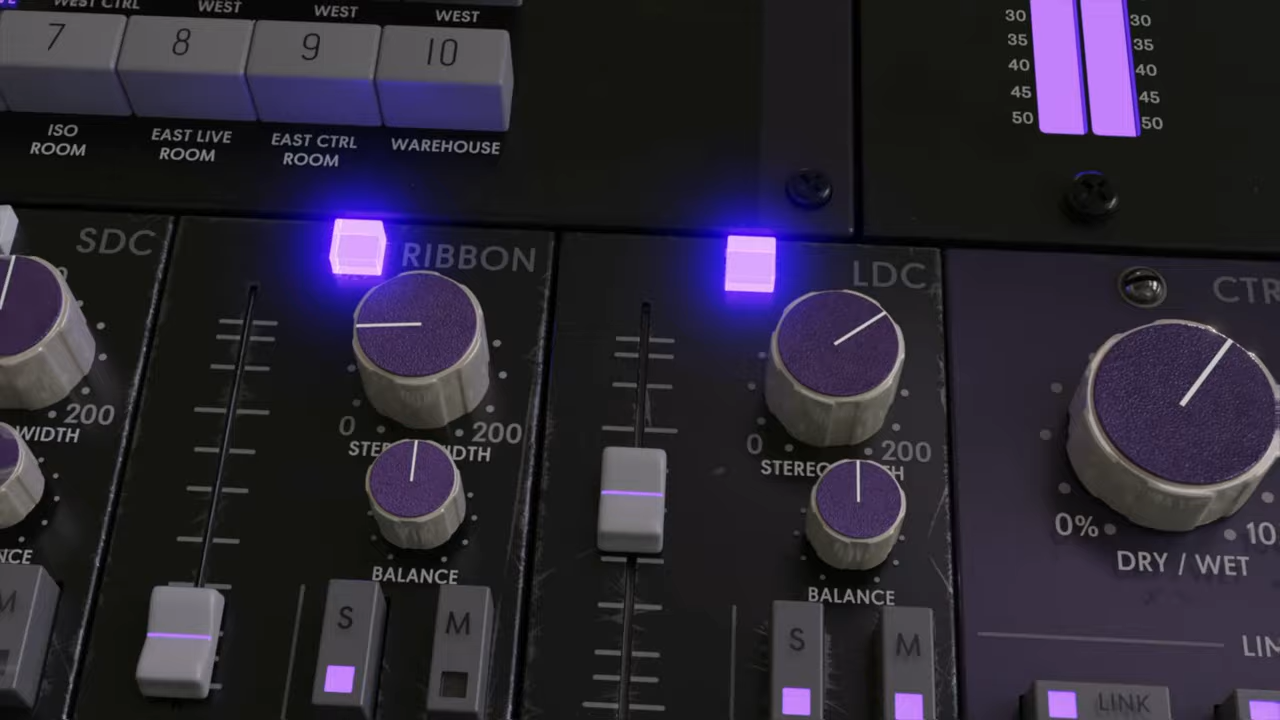 WEST CTRL
WEST
WEST
WEST
7
8
9
10
ISO
ROOM
EAST LIVE
ROOM
EAST CTRL
ROOM
WAREHOUSE
30
35
40
45
50
30
35
40
45
50
SDC
200
WIDTH
M
RIBBON
0
200
BALANCE
S
M
LDC
0
200
BALANCE
S
M
0%
DRY / WET
LINK